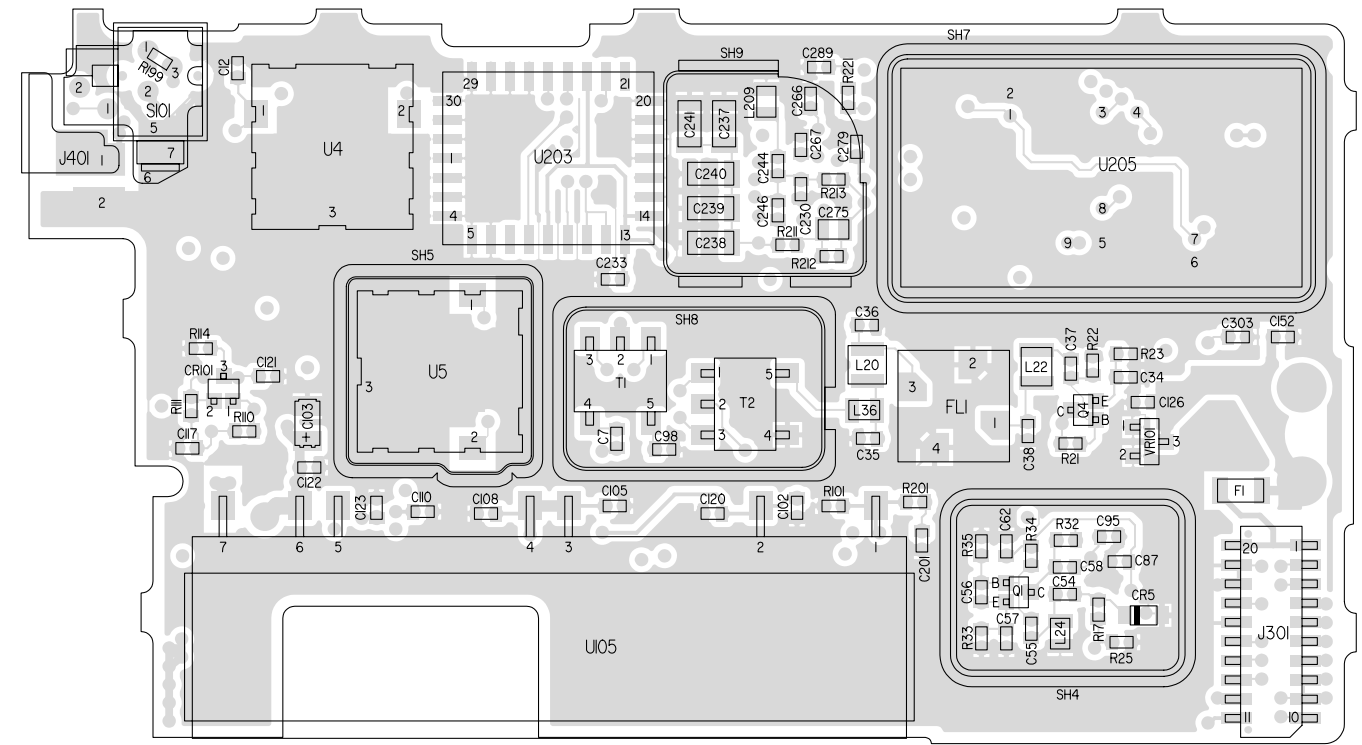 SH7
C289
SH9
R221
1
R199
3
C12
29
21
2
2
1
S101
5
1
2
30
20
C241
C237
L209
C266
2
1
3
4
J401
1
7
6
U4
1
U203
C267
C279
C244
U205
C240
R213
2
3
4
14
C239
C246
C230
C275
8
5
13
C238
R211
9
5
7
6
SH5
C233
R212
1
SH8
C36
C303
C152
R114
CR101
3
C121
U5
3
3
2
1
T1
1
5
L20
3
2
L22
C37
R22
R23
C34
R111
2
1
R110
C103
+
4
5
2
T2
L36
FL1
1
C
Q4
E
B
C126
1
VR101
3
C117
2
C7
C98
3
4
C35
4
C38
R21
2
C122
C123
C110
C108
C105
C120
C102
R101
R201
F1
7
6
5
4
3
2
1
C201
R35
C62
R34
R32
C95
20
1
C58
C87
C56
B
Q1
C
E
C54
CR5
R33
C57
C55
L24
R17
R25
J301
U105
SH4
11
10